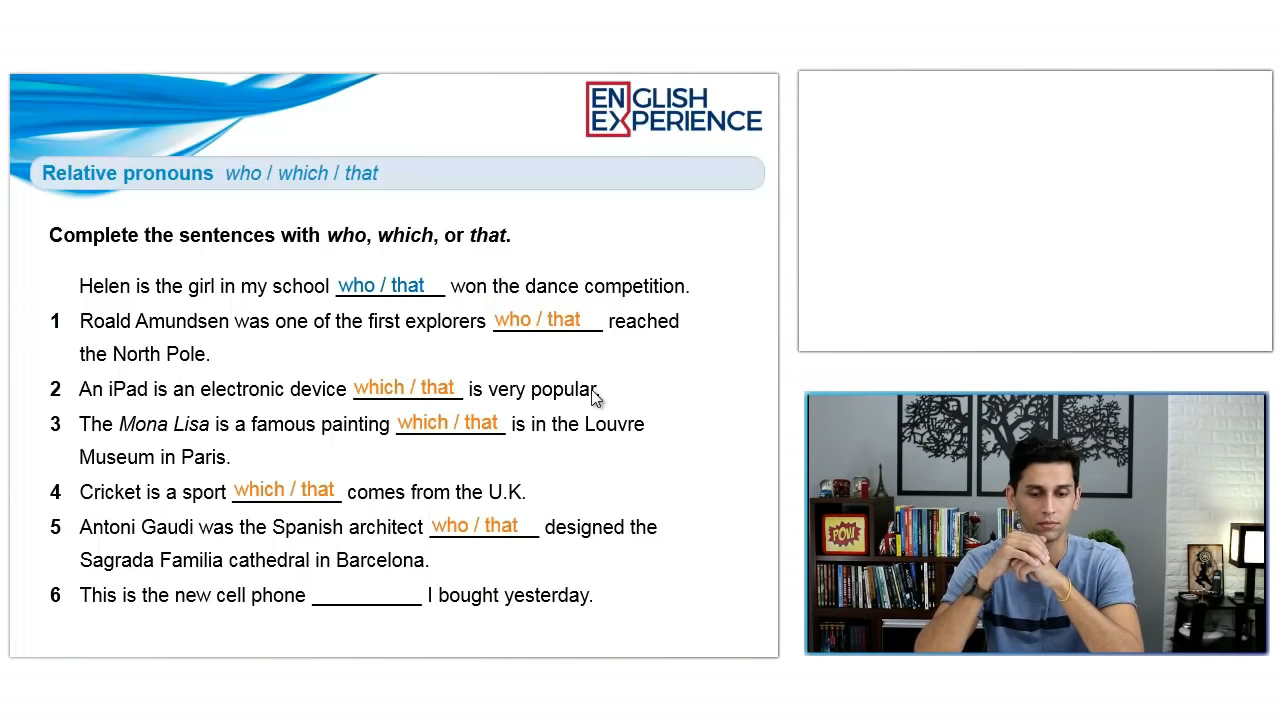 ENGLISH
EXPERIENCE
Relative pronouns who / which / that
Complete the sentences with who, which, or that.
Helen is the girl in my school who / that won the dance competition.
1 Roald Amundsen was one of the first explorers who / that reached
the North Pole.
2 An iPad is an electronic device which / that is very popular.
3 The Mona Lisa is a famous painting which / that is in the Louvre
Museum in Paris.
4 Cricket is a sport which / that comes from the U.K.
5 Antoni Gaudi was the Spanish architect who / that designed the
Sagrada Familia cathedral in Barcelona.
6 This is the new cell phone __________ I bought yesterday.
POW!